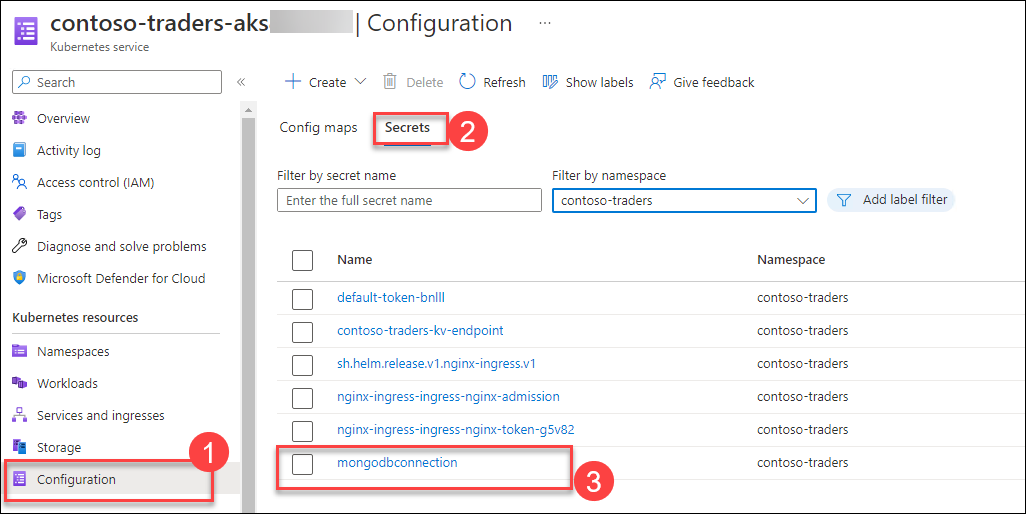 contoso-traders-aks | Configuration ...
Kubernetes service
Search «
Overview
Activity log
Access control (IAM)
Tags
Diagnose and solve problems
Microsoft Defender for Cloud
Kubernetes resources
Namespaces
Workloads
Services and ingresses
Storage
1
Configuration
Create Delete Refresh Show labels Give feedback
Config maps Secrets 2
Filter by secret name Filter by namespace
Enter the full secret name contoso-traders Add label filter
Name Namespace
default-token-bnlll contoso-traders
contoso-traders-kv-endpoint contoso-traders
sh.helm.release.v1.nginx-ingress.v1 contoso-traders
nginx-ingress-ingress-nginx-admission contoso-traders
nginx-ingress-ingress-nginx-token-g5v82 contoso-traders
mongodbconnection contoso-traders
3